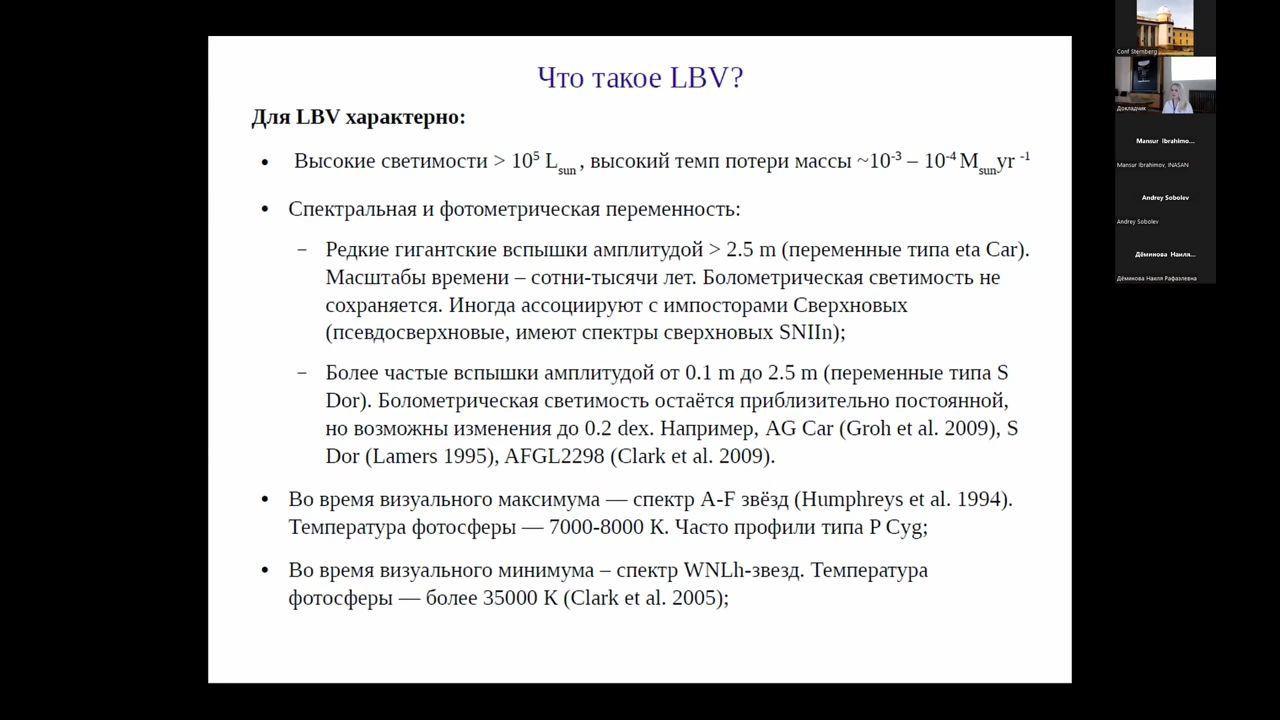 Что такое LBV?
Для LBV характерно:
• Высокие светимости > 10⁵ L_sun, высокий темп потери массы ~10⁻³ – 10⁻⁴ M_sun yr ⁻¹
• Спектральная и фотометрическая переменность:
– Редкие гигантские вспышки амплитудой > 2.5 m (переменные типа eta Car).
Масштабы времени – сотни-тысячи лет. Болометрическая светимость не
сохраняется. Иногда ассоциируют с импосторами Сверхновых
(псевдосверхновые, имеют спектры сверхновых SNIIn);
– Более частые вспышки амплитудой от 0.1 m до 2.5 m (переменные типа S
Dor). Болометрическая светимость остаётся приблизительно постоянной,
но возможны изменения до 0.2 dex. Например, AG Car (Groh et al. 2009), S
Dor (Lamers 1995), AFGL2298 (Clark et al. 2009).
• Во время визуального максимума — спектр A-F звёзд (Humphreys et al. 1994).
Температура фотосферы — 7000-8000 К. Часто профили типа P Cyg;
• Во время визуального минимума – спектр WNLh-звезд. Температура
фотосферы — более 35000 К (Clark et al. 2005);
Conf Sternberg
Докладчик
Mansur Ibrahimo...
Mansur Ibrahimov, INASAN
Andrey Sobolev
Andrey Sobolev
Дёминова Наиля...
Дёминова Наиля Рафаэлевна